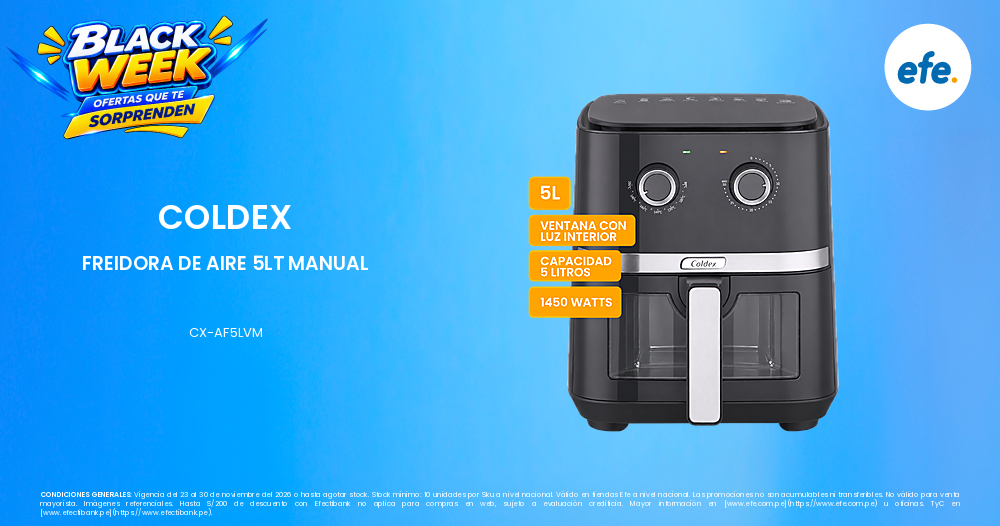 BLACK
WEEK
OFERTAS QUE TE
SORPRENDEN
efe.
COLDEX
FREIDORA DE AIRE 5LT MANUAL
CX-AF5LVM
5L
VENTANA CON
LUZ INTERIOR
CAPACIDAD
5 LITROS
1450 WATTS
Coldex
CONDICIONES GENERALES: Vigencia del 23 al 30 de noviembre del 2026 o hasta agotar stock. Stock mínimo: 10 unidades por Sku a nivel nacional. Válido en tiendas Efe a nivel nacional. Las promociones no son acumulables ni transferibles. No válido para venta
mayorista. Imágenes referenciales. Hasta S/200 de descuento con Efectibank no aplica para compras en web, sujeto a evaluación crediticia. Mayor información en [www.efe.com.pe](https://www.efe.com.pe) u oficinas. TyC en
[www.efectibank.pe](https://www.efectibank.pe).